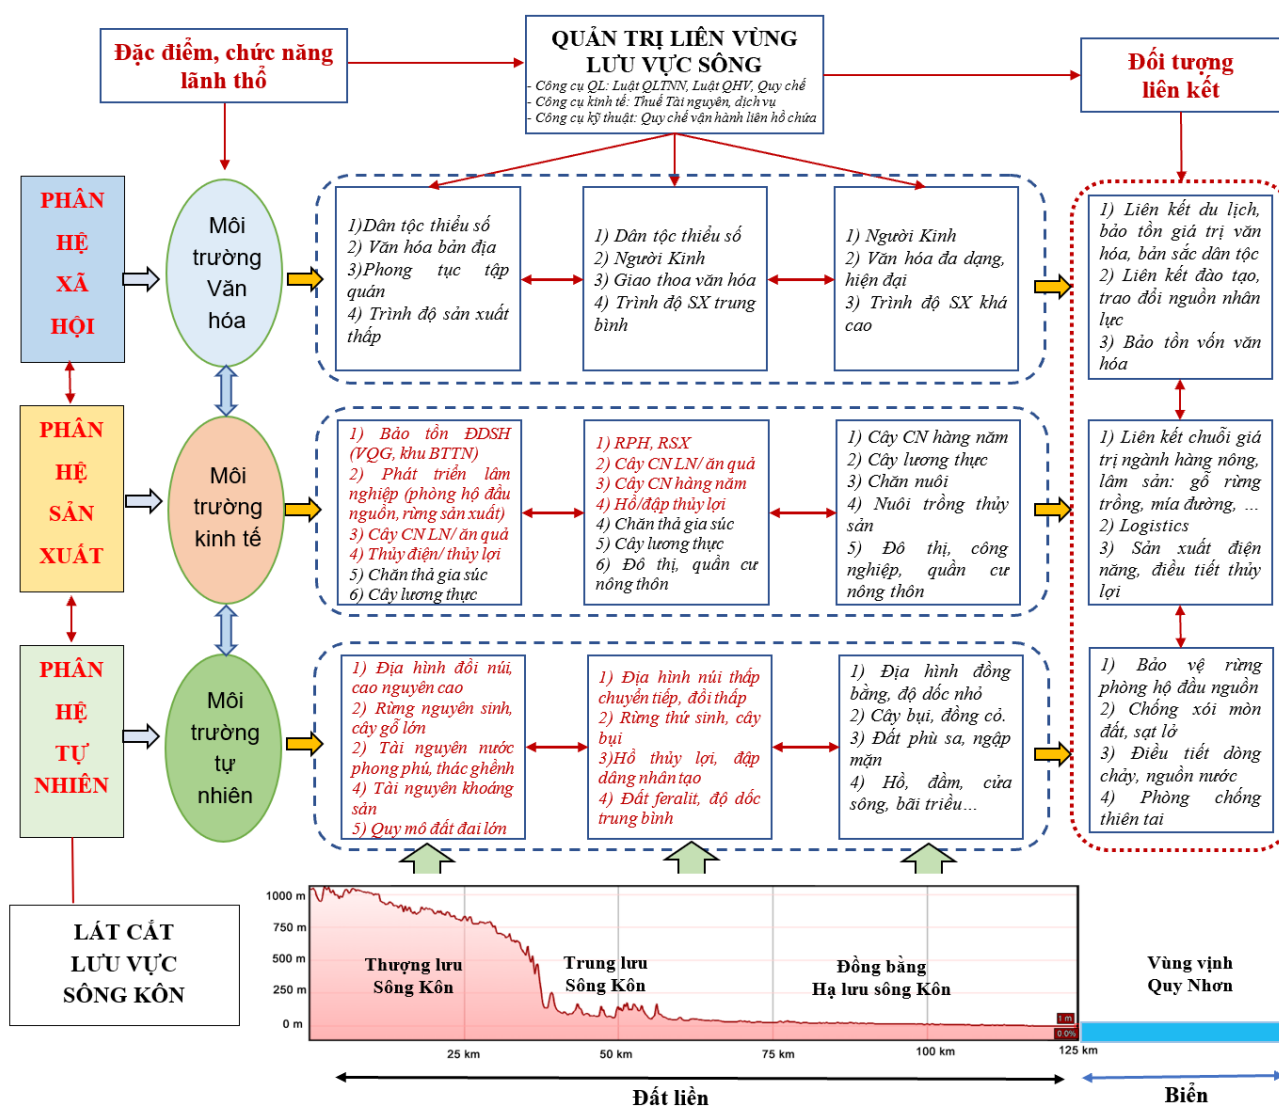 Đặc điểm, chức năng
lãnh thổ
QUẢN TRỊ LIÊN VÙNG
LƯU VỰC SÔNG
- Công cụ QL: Luật QLTNN, Luật QHV, Quy chế
- Công cụ kinh tế: Thuế Tài nguyên, dịch vụ
- Công cụ kỹ thuật: Quy chế vận hành liên hồ chứa
Đối tượng
liên kết
PHÂN
HỆ
XÃ
HỘI
Môi
trường
Văn
hóa
1)Dân tộc thiểu số
2) Văn hóa bản địa
3)Phong tục tập
quán
4) Trình độ sản xuất
thấp
1) Dân tộc thiểu số
2) Người Kinh
3) Giao thoa văn hóa
4) Trình độ SX trung
bình
1) Người Kinh
2) Văn hóa đa dạng,
hiện đại
3) Trình độ SX khá
cao
1) Liên kết du lịch,
bảo tồn giá trị văn
hóa, bản sắc dân tộc
2) Liên kết đào tạo,
trao đổi nguồn nhân
lực
3) Bảo tồn vốn văn
hóa
PHÂN
HỆ
SẢN
XUẤT
Môi
trường
kinh tế
1) Bảo tồn ĐDSH
(VQG, khu BTTN)
2) Phát triển lâm
nghiệp (phòng hộ đầu
nguồn, rừng sản xuất)
3) Cây CN LN/ ăn quả
4) Thủy điện/ thủy lợi
5) Chăn thả gia súc
6) Cây lương thực
1) RPH, RSX
2) Cây CN LN/ ăn quả
3) Cây CN hàng năm
4) Hồ/đập thủy lợi
4) Chăn thả gia súc
5) Cây lương thực
6) Đô thị, quần cư
nông thôn
1) Cây CN hàng năm
2) Cây lương thực
3) Chăn nuôi
4) Nuôi trồng thủy
sản
5) Đô thị, công
nghiệp, quần cư
nông thôn
1) Liên kết chuỗi giá
trị ngành hàng nông,
lâm sản: gỗ rừng
trồng, mía đường, ...
2) Logistics
3) Sản xuất điện
năng, điều tiết thủy
lợi
PHÂN
HỆ
TỰ
NHIÊN
Môi
trường
tự
nhiên
1) Địa hình đồi núi,
cao nguyên cao
2) Rừng nguyên sinh,
cây gỗ lớn
2) Tài nguyên nước
phong phú, thác ghềnh
4) Tài nguyên khoáng
sản
5) Quy mô đất đai lớn
1) Địa hình núi thấp
chuyển tiếp, đồi thấp
2) Rừng thứ sinh, cây
bụi
3)Hồ thủy lợi, đập
dâng nhân tạo
4) Đất feralit, độ dốc
trung bình
1) Địa hình đồng
bằng, độ dốc nhỏ
2) Cây bụi, đồng cỏ.
3) Đất phù sa, ngập
mặn
4) Hồ, đầm, cửa
sông, bãi triều…
1) Bảo vệ rừng
phòng hộ đầu nguồn
2) Chống xói mòn
đất, sạt lở
3) Điều tiết dòng
chảy, nguồn nước
4) Phòng chống
thiên tai
LÁT CẮT
LƯU VỰC
SÔNG KÔN
1000 m
750 m
500 m
250 m
0 m
Thượng lưu
Sông Kôn
Trung lưu
Sông Kôn
Đồng bằng
Hạ lưu sông Kôn
Vùng vịnh
Quy Nhơn
1 m
0.0%
25 km
50 km
75 km
100 km
125 km
Đất liền
Biển